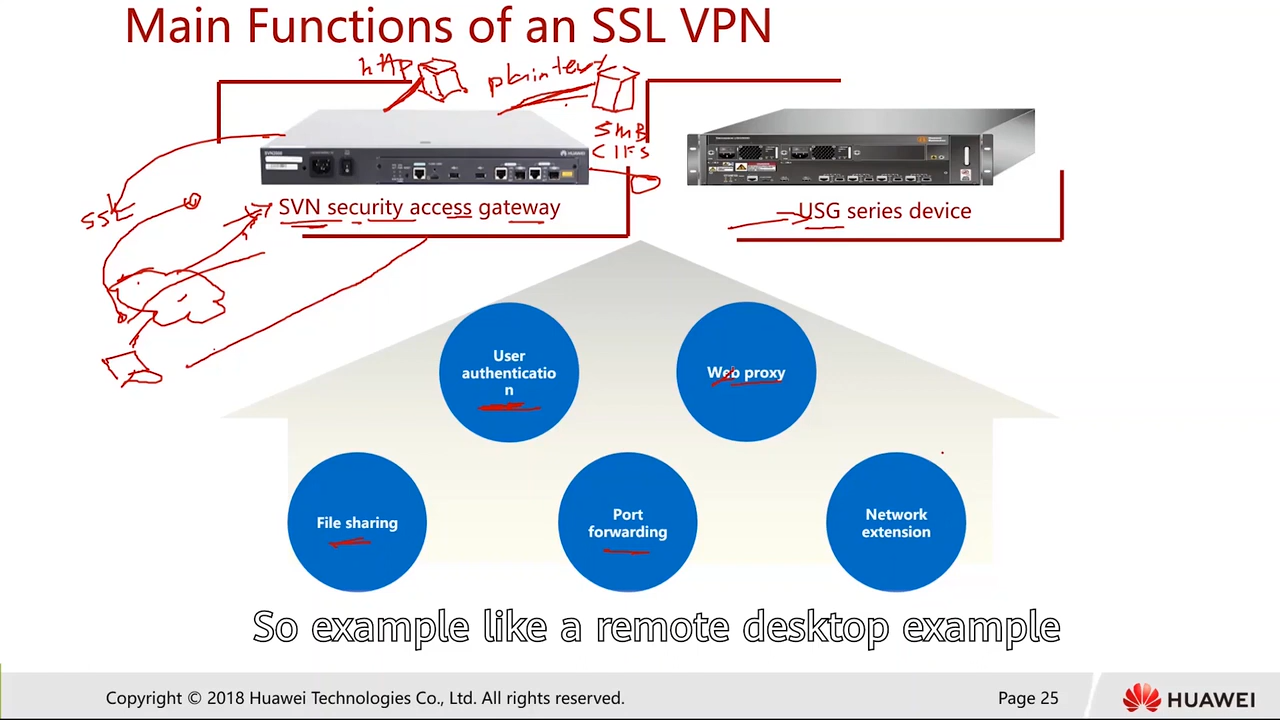 Main Functions of an SSL VPN
http
plaintext
SMB
CIFS
HUAWEI
SSL
SVN security access gateway
USG series device
User
authenticatio
n
Web proxy
File sharing
Port
forwarding
Network
extension
So example like a remote desktop example
Copyright © 2018 Huawei Technologies Co., Ltd. All rights reserved.
Page 25
HUAWEI